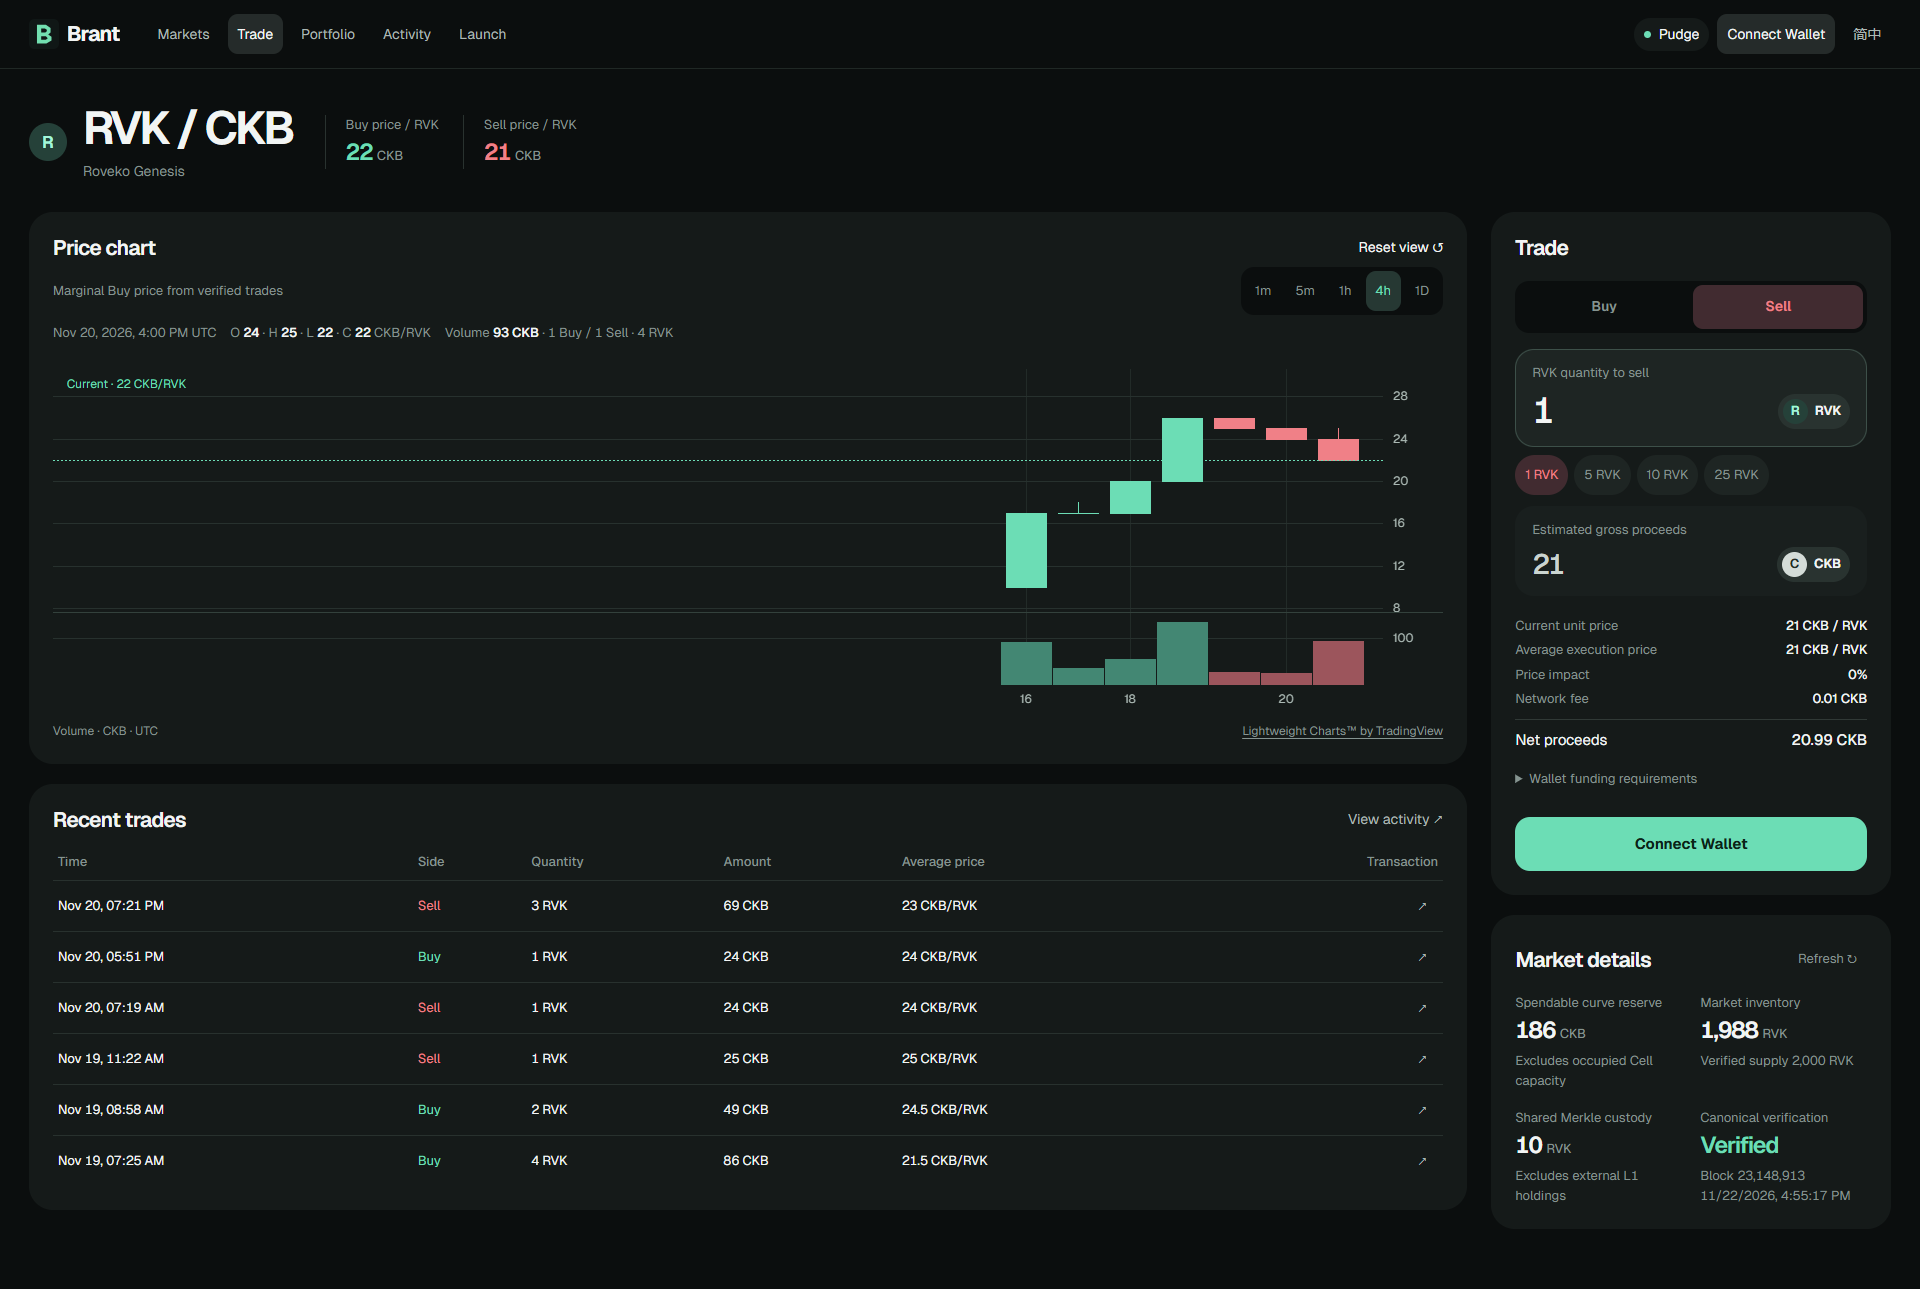 B Brant
Markets Trade Portfolio Activity Launch
Pudge Connect Wallet 简中
R RVK / CKB
Roveko Genesis
Buy price / RVK
22 CKB
Sell price / RVK
21 CKB
Price chart
Reset view ↺
Marginal Buy price from verified trades
1m 5m 1h 4h 1D
Nov 20, 2026, 4:00 PM UTC O 24 · H 25 · L 22 · C 22 CKB/RVK Volume 93 CKB · 1 Buy / 1 Sell · 4 RVK
Current · 22 CKB/RVK
28
24
20
16
12
8
100
16 18 20
Volume · CKB · UTC
Lightweight Charts™ by TradingView
Recent trades
View activity ↗
Time Side Quantity Amount Average price Transaction
Nov 20, 07:21 PM Sell 3 RVK 69 CKB 23 CKB/RVK ↗
Nov 20, 05:51 PM Buy 1 RVK 24 CKB 24 CKB/RVK ↗
Nov 20, 07:19 AM Sell 1 RVK 24 CKB 24 CKB/RVK ↗
Nov 19, 11:22 AM Sell 1 RVK 25 CKB 25 CKB/RVK ↗
Nov 19, 08:58 AM Buy 2 RVK 49 CKB 24.5 CKB/RVK ↗
Nov 19, 07:25 AM Buy 4 RVK 86 CKB 21.5 CKB/RVK ↗
Trade
Buy Sell
RVK quantity to sell
1 R RVK
1 RVK 5 RVK 10 RVK 25 RVK
Estimated gross proceeds
21 C CKB
Current unit price 21 CKB / RVK
Average execution price 21 CKB / RVK
Price impact 0%
Network fee 0.01 CKB
Net proceeds 20.99 CKB
▶ Wallet funding requirements
Connect Wallet
Market details
Refresh ↻
Spendable curve reserve
186 CKB
Excludes occupied Cell
capacity
Market inventory
1,988 RVK
Verified supply 2,000 RVK
Shared Merkle custody
10 RVK
Excludes external L1
holdings
Canonical verification
Verified
Block 23,148,913
11/22/2026, 4:55:17 PM